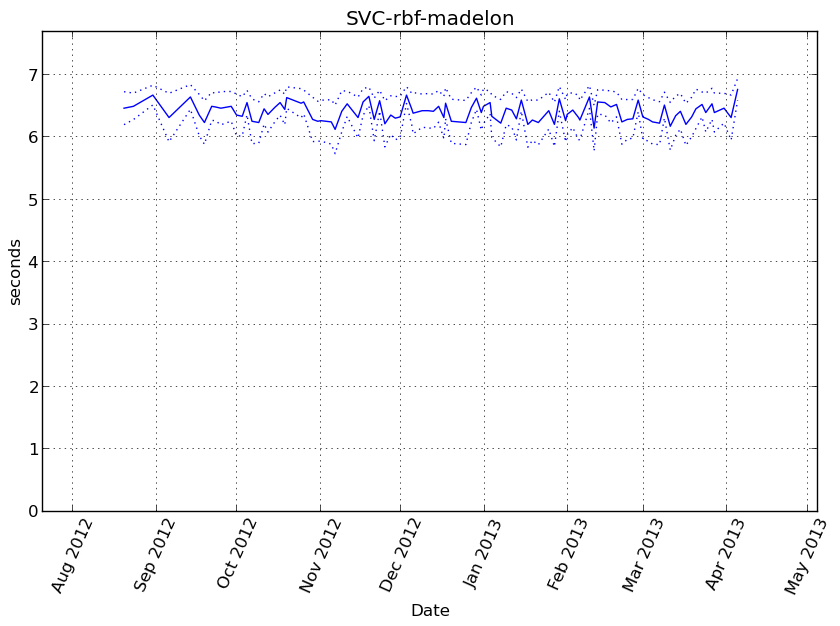 SVC-rbf-madelon
7
6
5
4
3
2
1
0
seconds
Aug 2012
Sep 2012
Oct 2012
Nov 2012
Dec 2012
Jan 2013
Feb 2013
Mar 2013
Apr 2013
May 2013
Date